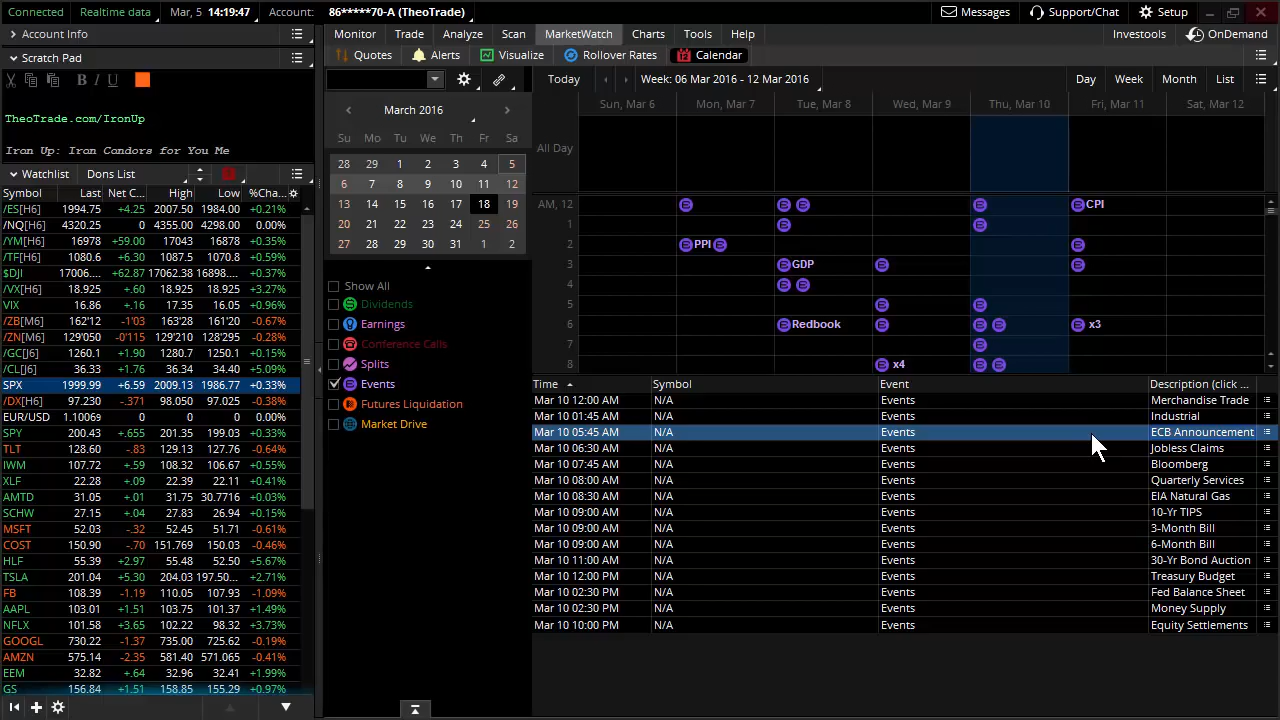 Connected Realtime data Mar, 5 14:19:47 Account: 86*****70-A (TheoTrade) Messages Support/Chat Setup
Account Info
Monitor Trade Analyze Scan MarketWatch Charts Tools Help Investools OnDemand
Scratch Pad
Quotes Alerts Visualize Rollover Rates Calendar
B I U
TheoTrade.com/IronUp
Iron Up: Iron Condors for You Me
Watchlist Dons List
Symbol Last Net C... High Low %Cha...
/ES[H6] 1994.75 +4.25 2007.50 1984.00 +0.21%
/NQ[H6] 4320.25 0 4355.00 4298.00 0.00%
/YM[H6] 16978 +59.00 17043 16878 +0.35%
/TF[H6] 1080.6 +6.30 1087.5 1070.8 +0.59%
$DJI 17006.... +62.87 17062.38 16898.... +0.37%
/VX[H6] 18.925 +.60 18.925 18.925 +3.27%
VIX 16.86 +.16 17.35 16.05 +0.96%
/ZB[M6] 162'12 -1'03 163'28 161'20 -0.67%
/ZN[M6] 129'050 -0'115 129'210 128'295 -0.28%
/GC[J6] 1260.1 +1.90 1280.7 1250.1 +0.15%
/CL[J6] 36.33 +1.76 36.34 34.40 +5.09%
SPX 1999.99 +6.59 2009.13 1986.77 +0.33%
/DX[H6] 97.230 -.371 98.050 97.025 -0.38%
EUR/USD 1.10069 0 0 0 0.00%
SPY 200.43 +.655 201.35 199.03 +0.33%
TLT 128.60 -.83 129.13 127.76 -0.64%
IWM 107.72 +.59 108.32 106.67 +0.55%
XLF 22.28 +.09 22.39 22.11 +0.41%
AMTD 31.05 +.01 31.75 30.7716 +0.03%
SCHW 27.15 +.04 27.83 26.94 +0.15%
MSFT 52.03 -.32 52.45 51.71 -0.61%
COST 150.90 -.70 151.769 150.03 -0.46%
HLF 55.39 +2.97 55.48 52.50 +5.67%
TSLA 201.04 +5.30 204.03 197.50... +2.71%
FB 108.39 -1.19 110.05 107.93 -1.09%
AAPL 103.01 +1.51 103.75 101.37 +1.49%
NFLX 101.58 +3.65 102.22 98.32 +3.73%
GOOGL 730.22 -1.37 735.00 725.62 -0.19%
AMZN 575.14 -2.35 581.40 571.065 -0.41%
EEM 32.82 +.64 32.96 32.41 +1.99%
GS 156.84 +1.51 158.85 155.29 +0.97%
March 2016
Su Mo Tu We Th Fr Sa
28 29 1 2 3 4 5
6 7 8 9 10 11 12
13 14 15 16 17 18 19
20 21 22 23 24 25 26
27 28 29 30 31 1 2
Show All
Dividends
Earnings
Conference Calls
Splits
Events
Futures Liquidation
Market Drive
Today Week: 06 Mar 2016 - 12 Mar 2016 Day Week Month List
Sun, Mar 6 Mon, Mar 7 Tue, Mar 8 Wed, Mar 9 Thu, Mar 10 Fri, Mar 11 Sat, Mar 12
All Day
AM, 12 CPI
1
2 PPI
3 GDP
4
5
6 Redbook x3
7
8 x4
Time Symbol Event Description (click ...
Mar 10 12:00 AM N/A Events Merchandise Trade
Mar 10 01:45 AM N/A Events Industrial
Mar 10 05:45 AM N/A Events ECB Announcement
Mar 10 06:30 AM N/A Events Jobless Claims
Mar 10 07:45 AM N/A Events Bloomberg
Mar 10 08:00 AM N/A Events Quarterly Services
Mar 10 08:30 AM N/A Events EIA Natural Gas
Mar 10 09:00 AM N/A Events 10-Yr TIPS
Mar 10 09:00 AM N/A Events 3-Month Bill
Mar 10 09:00 AM N/A Events 6-Month Bill
Mar 10 11:00 AM N/A Events 30-Yr Bond Auction
Mar 10 12:00 PM N/A Events Treasury Budget
Mar 10 02:30 PM N/A Events Fed Balance Sheet
Mar 10 02:30 PM N/A Events Money Supply
Mar 10 10:00 PM N/A Events Equity Settlements